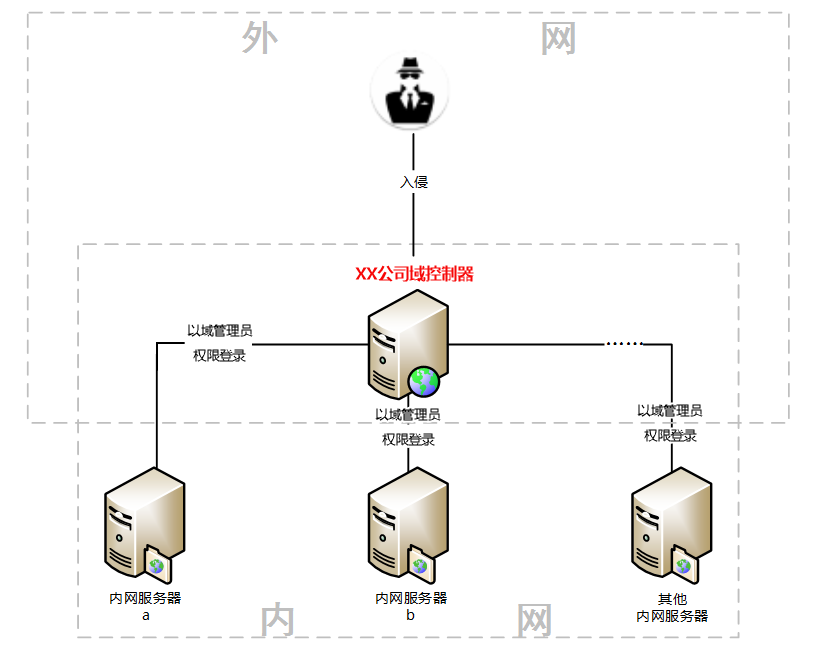 外 网
入侵
XX公司域控制器
以域管理员
权限登录
……
以域管理员
权限登录
以域管理员
权限登录
内网服务器
a
内网服务器
b
其他
内网服务器
内 网